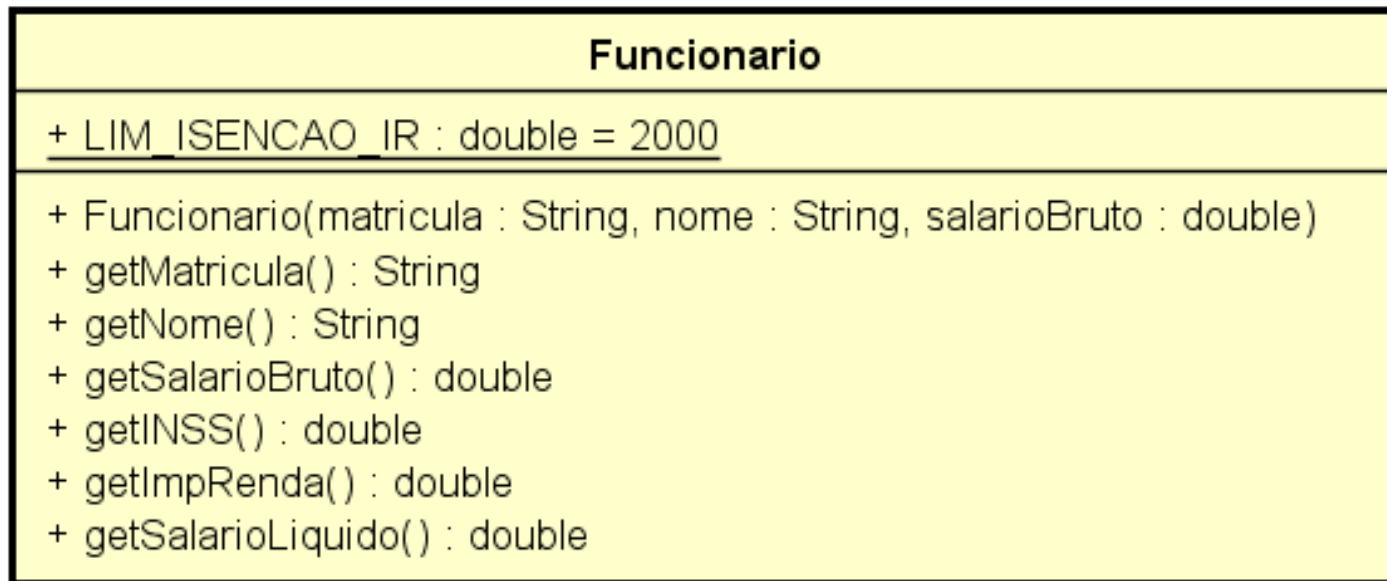 Funcionario
+ LIM_ISENCAO_IR : double = 2000
+ Funcionario(matricula : String, nome : String, salarioBruto : double)
+ getMatricula() : String
+ getNome() : String
+ getSalarioBruto() : double
+ getINSS() : double
+ getImpRenda() : double
+ getSalarioLiquido() : double